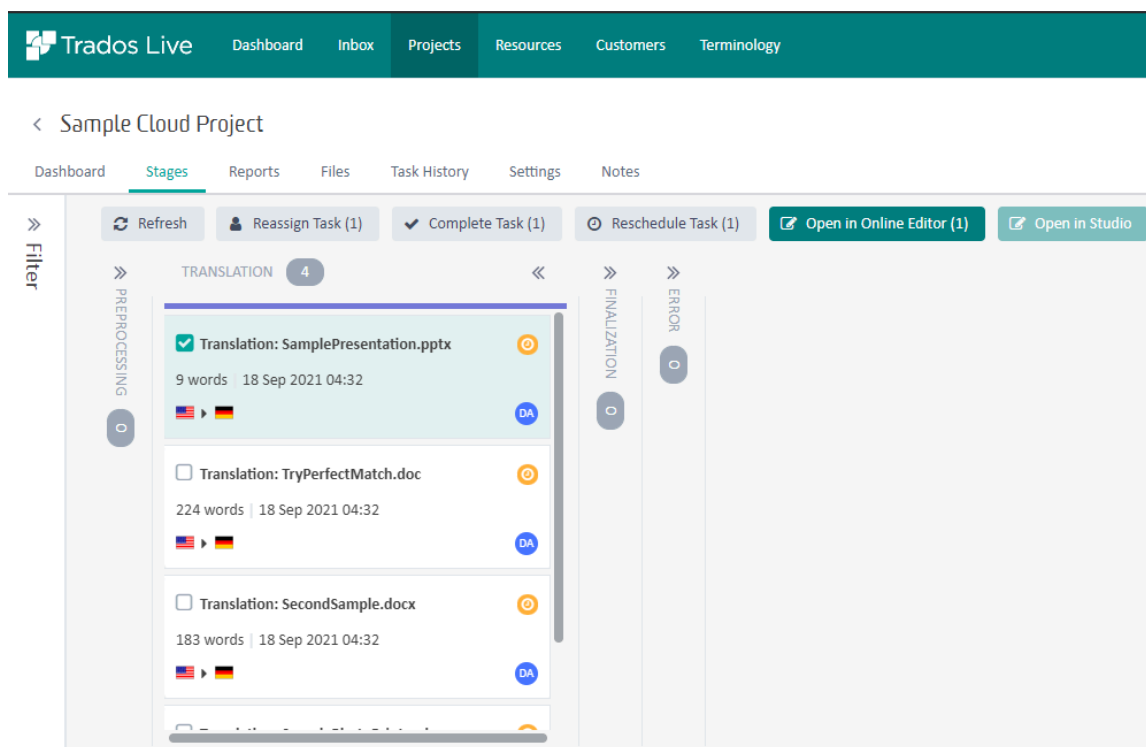 Trados Live Dashboard Inbox Projects Resources Customers Terminology
Sample Cloud Project
Dashboard Stages Reports Files Task History Settings Notes
Filter
Refresh Reassign Task (1) Complete Task (1) Reschedule Task (1) Open in Online Editor (1) Open in Studio
PREPROCESSING
0
TRANSLATION 4
Translation: SamplePresentation.pptx
9 words | 18 Sep 2021 04:32
DA
Translation: TryPerfectMatch.doc
224 words | 18 Sep 2021 04:32
DA
Translation: SecondSample.docx
183 words | 18 Sep 2021 04:32
DA
FINALIZATION
0
ERROR
0